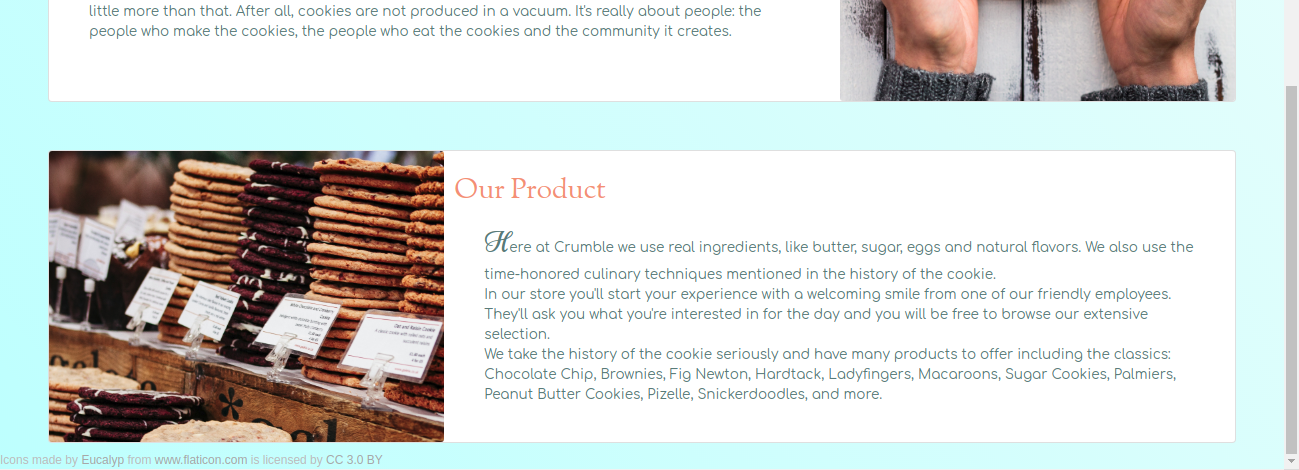 little more than that. After all, cookies are not produced in a vacuum. It's really about people: the
people who make the cookies, the people who eat the cookies and the community it creates.
Our Product
Here at Crumble we use real ingredients, like butter, sugar, eggs and natural flavors. We also use the
time-honored culinary techniques mentioned in the history of the cookie.
In our store you'll start your experience with a welcoming smile from one of our friendly employees.
They'll ask you what you're interested in for the day and you will be free to browse our extensive
selection.
We take the history of the cookie seriously and have many products to offer including the classics:
Chocolate Chip, Brownies, Fig Newton, Hardtack, Ladyfingers, Macaroons, Sugar Cookies, Palmiers,
Peanut Butter Cookies, Pizelle, Snickerdoodles, and more.
Oat and Raisin Cookie
Icons made by Eucalyp from www.flaticon.com is licensed by CC 3.0 BY